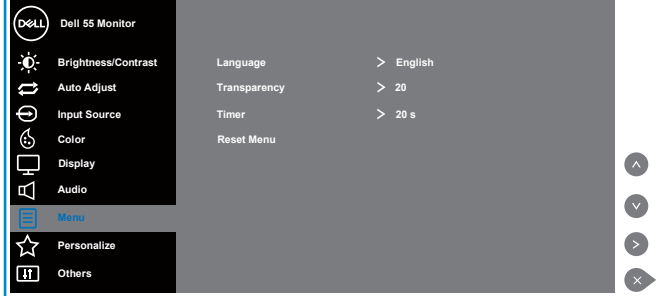 DELL Dell 55 Monitor
Brightness/Contrast
Auto Adjust
Input Source
Color
Display
Audio
Menu
Personalize
Others
Language > English
Transparency > 20
Timer > 20 s
Reset Menu